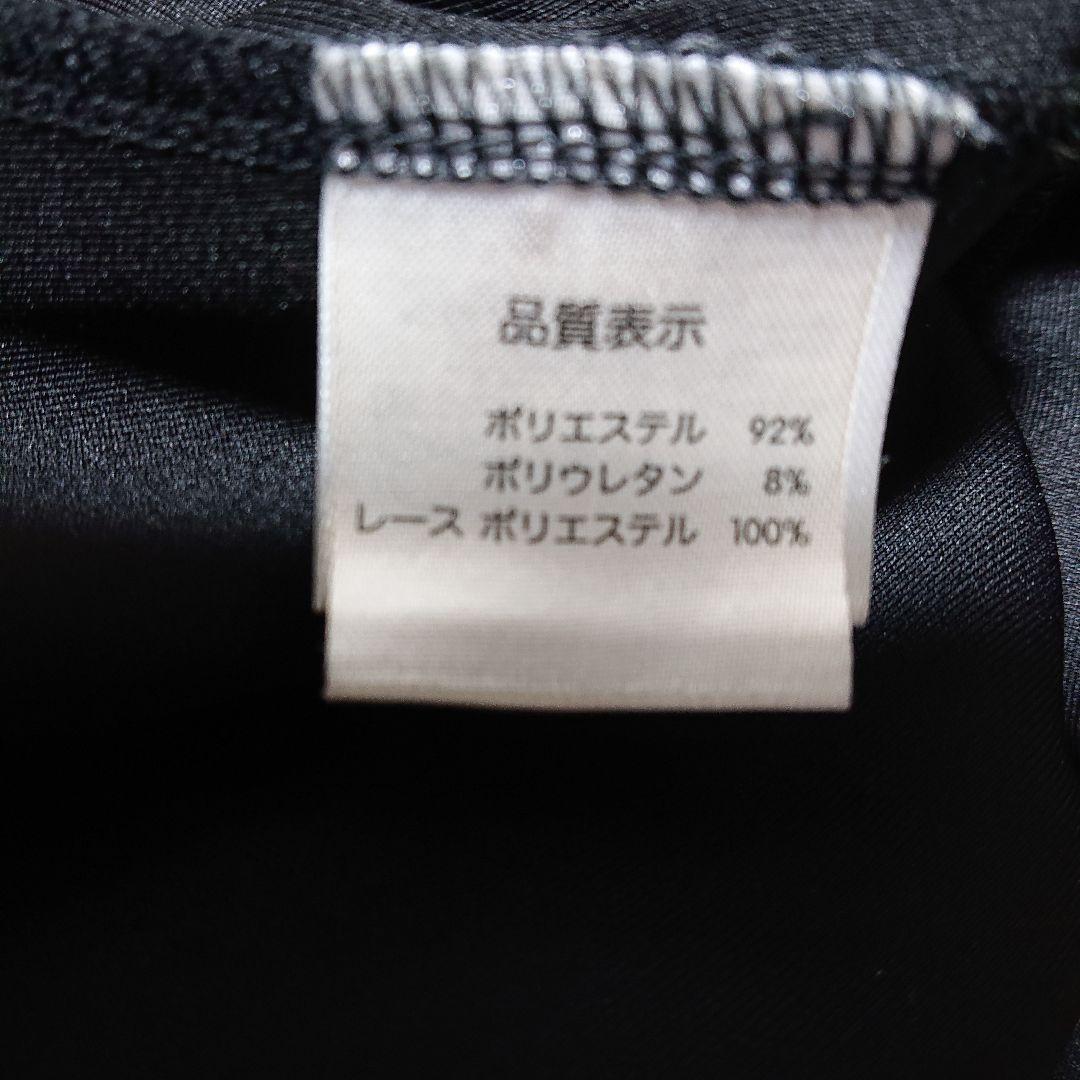 品質表示
ポリエステル 92%
ポリウレタン 8%
レース ポリエステル 100%